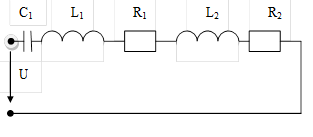 C₁ L₁ R₁ L₂ R₂
U